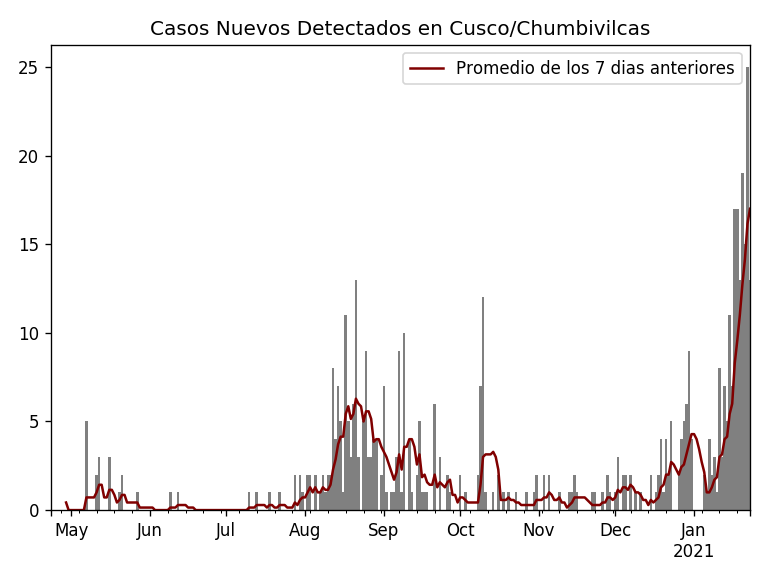 Casos Nuevos Detectados en Cusco/Chumbivilcas
Promedio de los 7 dias anteriores
25
20
15
10
5
0
May Jun Jul Aug Sep Oct Nov Dec Jan
2021